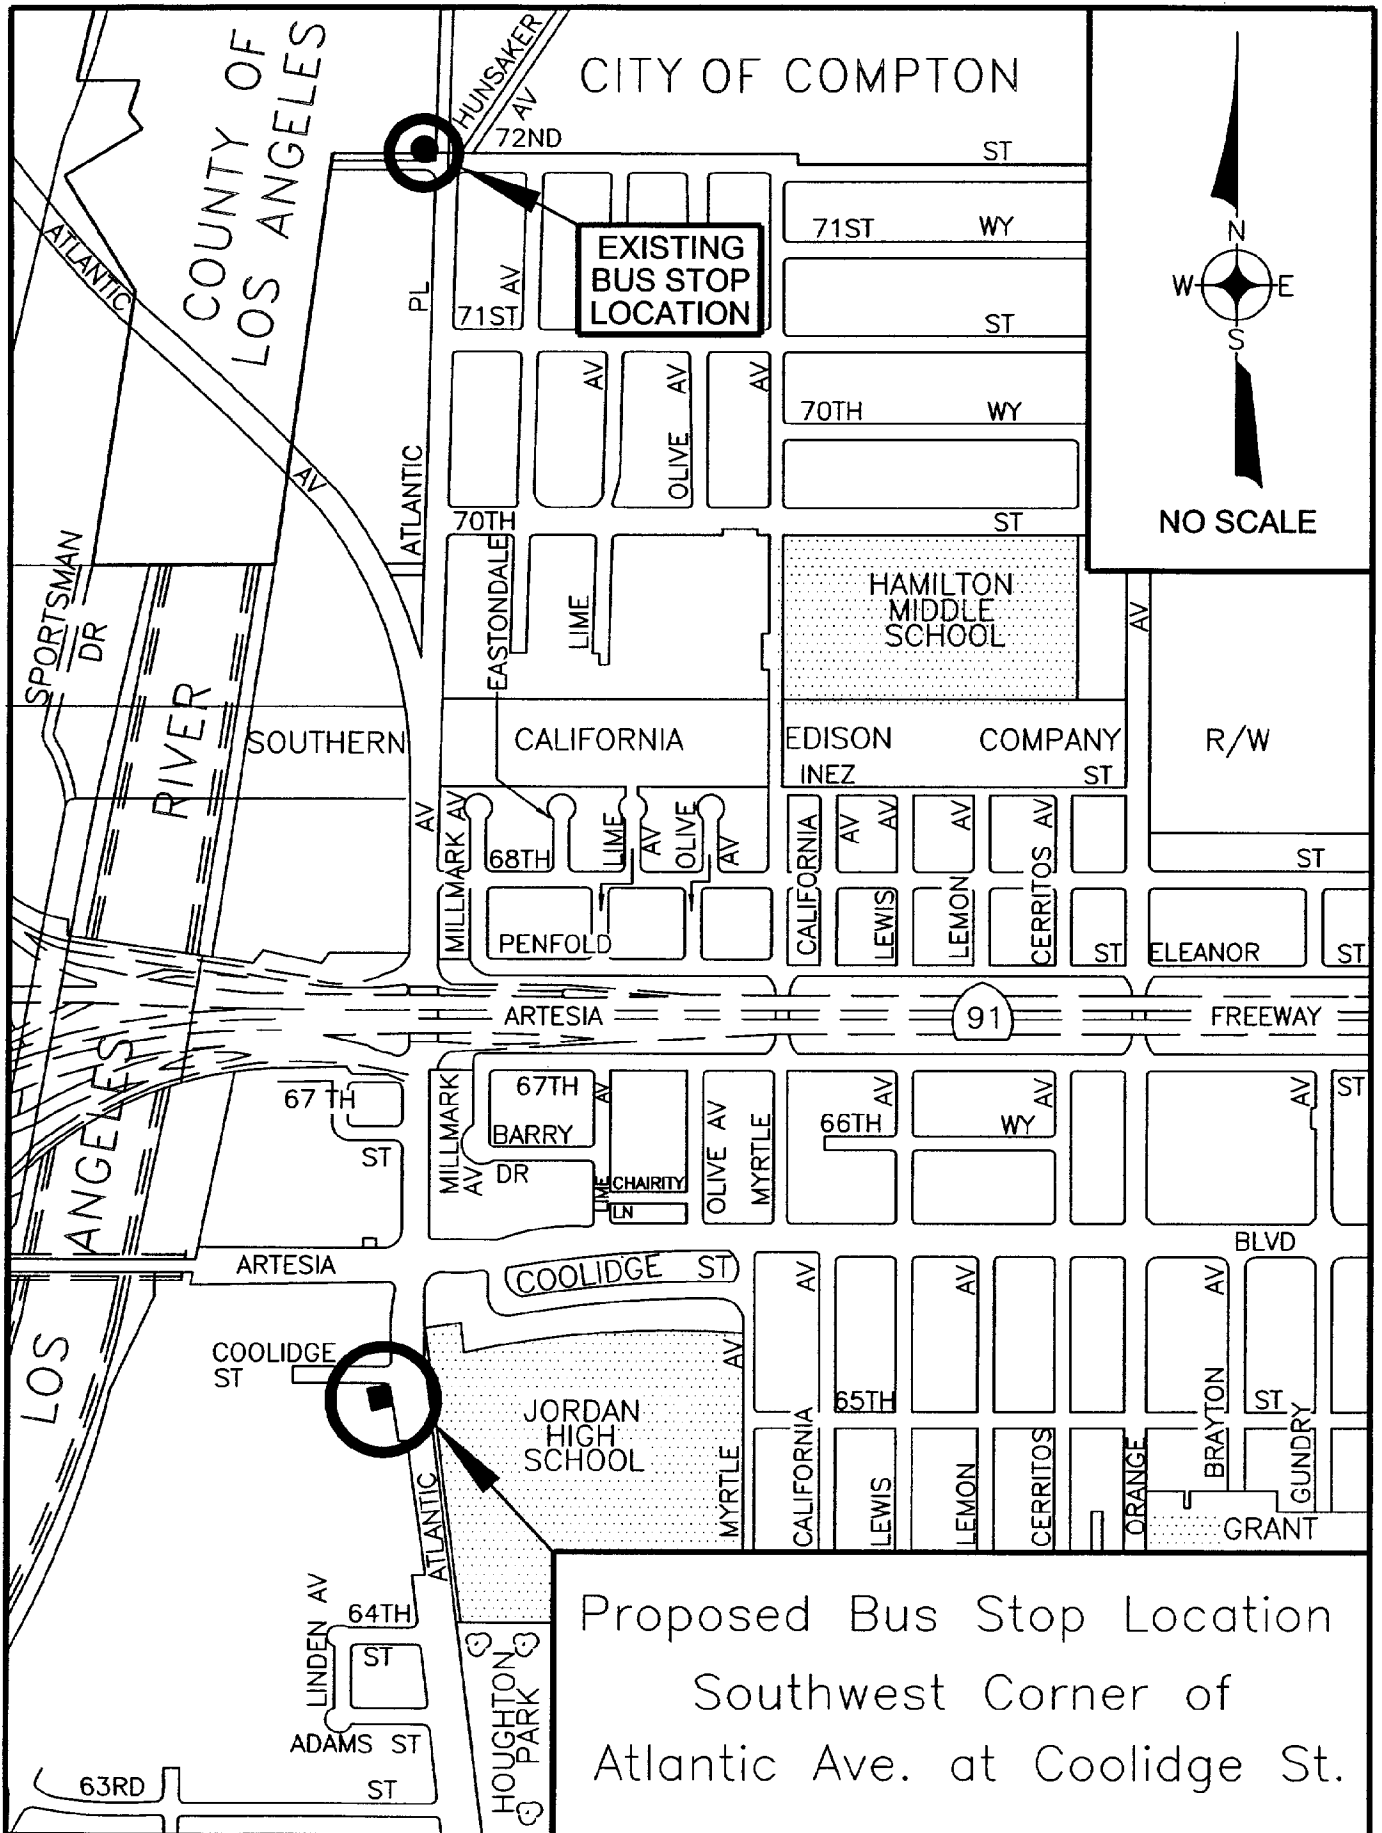 COUNTY OF
LOS ANGELES
HUNSAKER
AV
CITY OF COMPTON
72ND
ST
EXISTING
BUS STOP
LOCATION
71ST
WY
N
W
E
S
NO SCALE
ATLANTIC
AV
PL
ATLANTIC
71ST
AV
ST
AV
AV
AV
OLIVE
70TH
WY
70TH
ST
EASTONDALE
LIME
HAMILTON
MIDDLE
SCHOOL
AV
SPORTSMAN
DR
RIVER
SOUTHERN
CALIFORNIA
EDISON
COMPANY
R/W
INEZ
ST
AV
MILLMARK AV
LIME
AV
OLIVE
AV
68TH
CALIFORNIA
AV
LEWIS
AV
LEMON
AV
CERRITOS AV
ST
PENFOLD
ST
ELEANOR
ST
ARTESIA
91
FREEWAY
67 TH
ST
MILLMARK
AV
67TH
AV
BARRY
DR
LIME
CHAIRITY
LN
OLIVE AV
MYRTLE
AV
66TH
WY
AV
AV
ST
ANGELES
LOS
ARTESIA
BLVD
COOLIDGE ST
COOLIDGE
ST
AV
AV
AV
AV
JORDAN
HIGH
SCHOOL
65TH
ST
MYRTLE
CALIFORNIA
LEWIS
LEMON
CERRITOS
ORANGE
BRAYTON
GUNDRY
GRANT
ATLANTIC
LINDEN AV
64TH
ST
ADAMS ST
63RD
ST
HOUGHTON
PARK
Proposed Bus Stop Location
Southwest Corner of
Atlantic Ave. at Coolidge St.